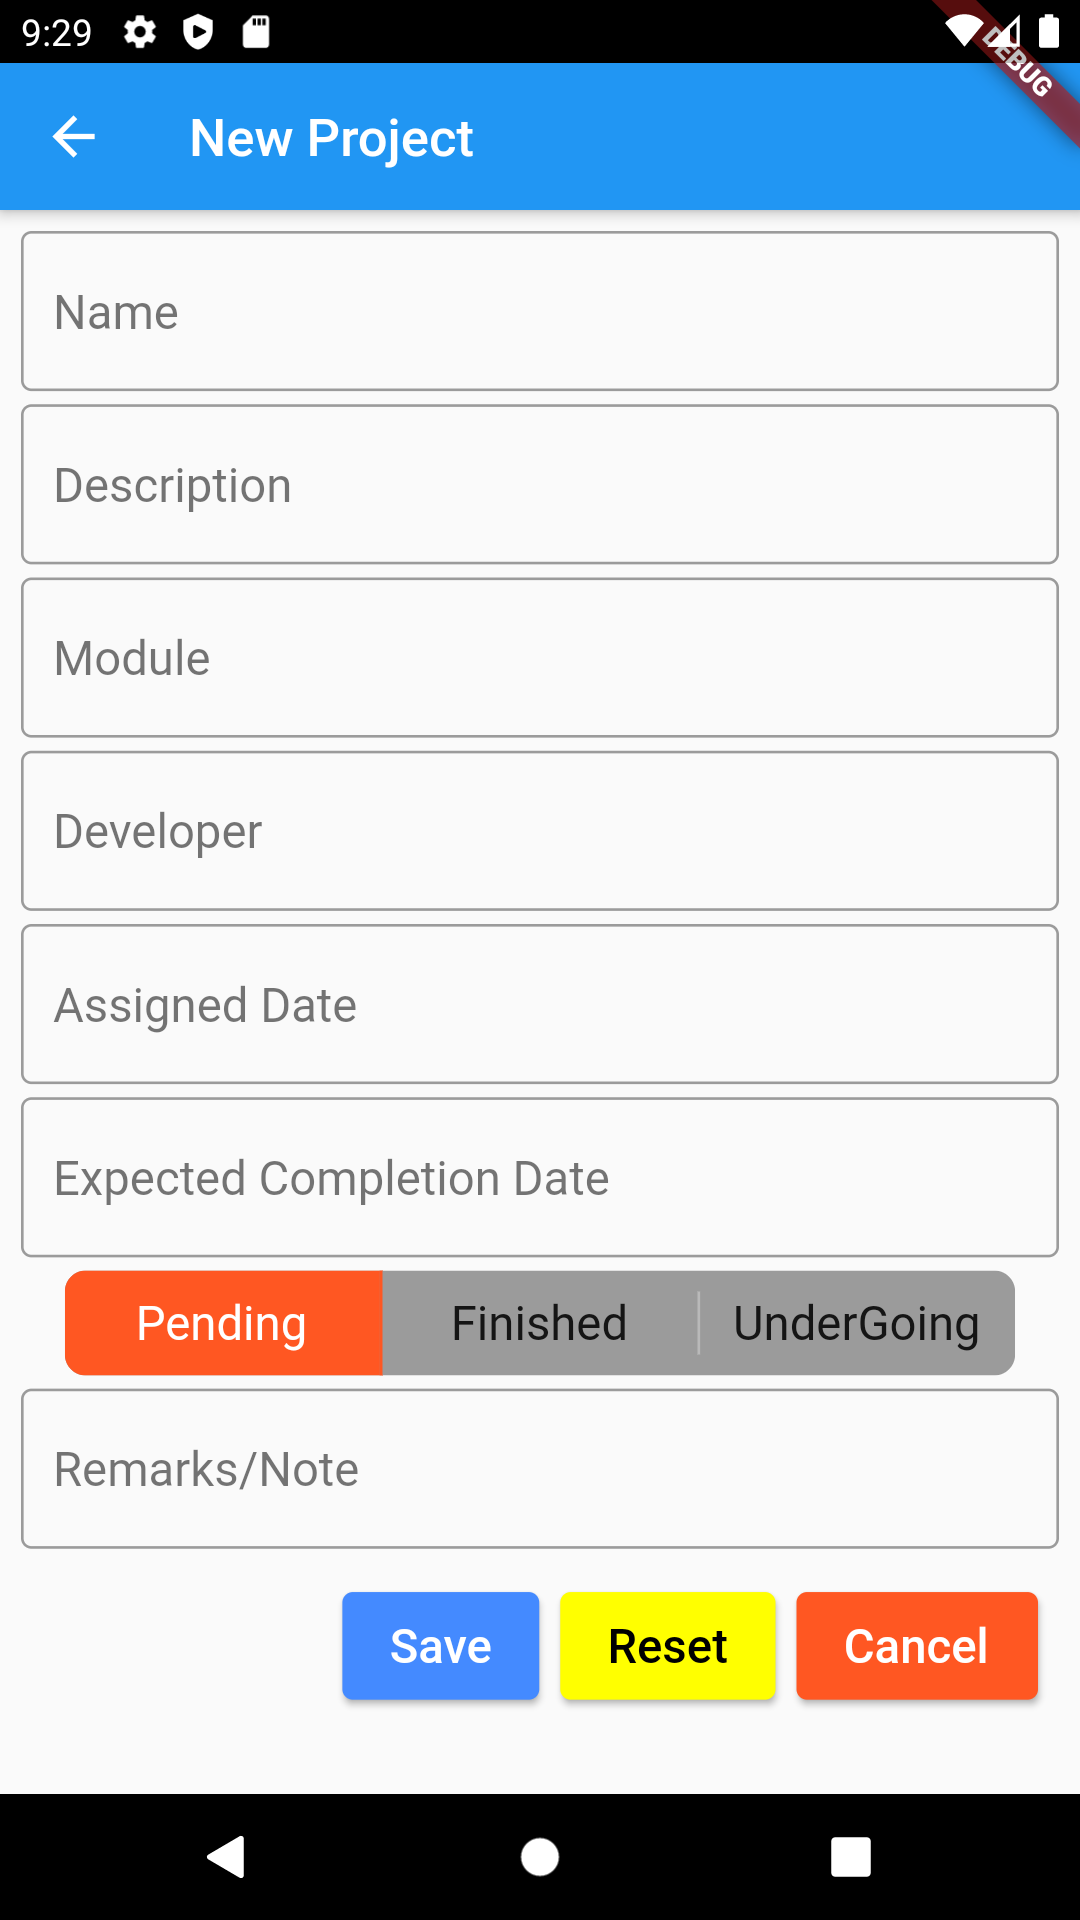 9:29
DEBUG
New Project
Name
Description
Module
Developer
Assigned Date
Expected Completion Date
Pending Finished UnderGoing
Remarks/Note
Save Reset Cancel